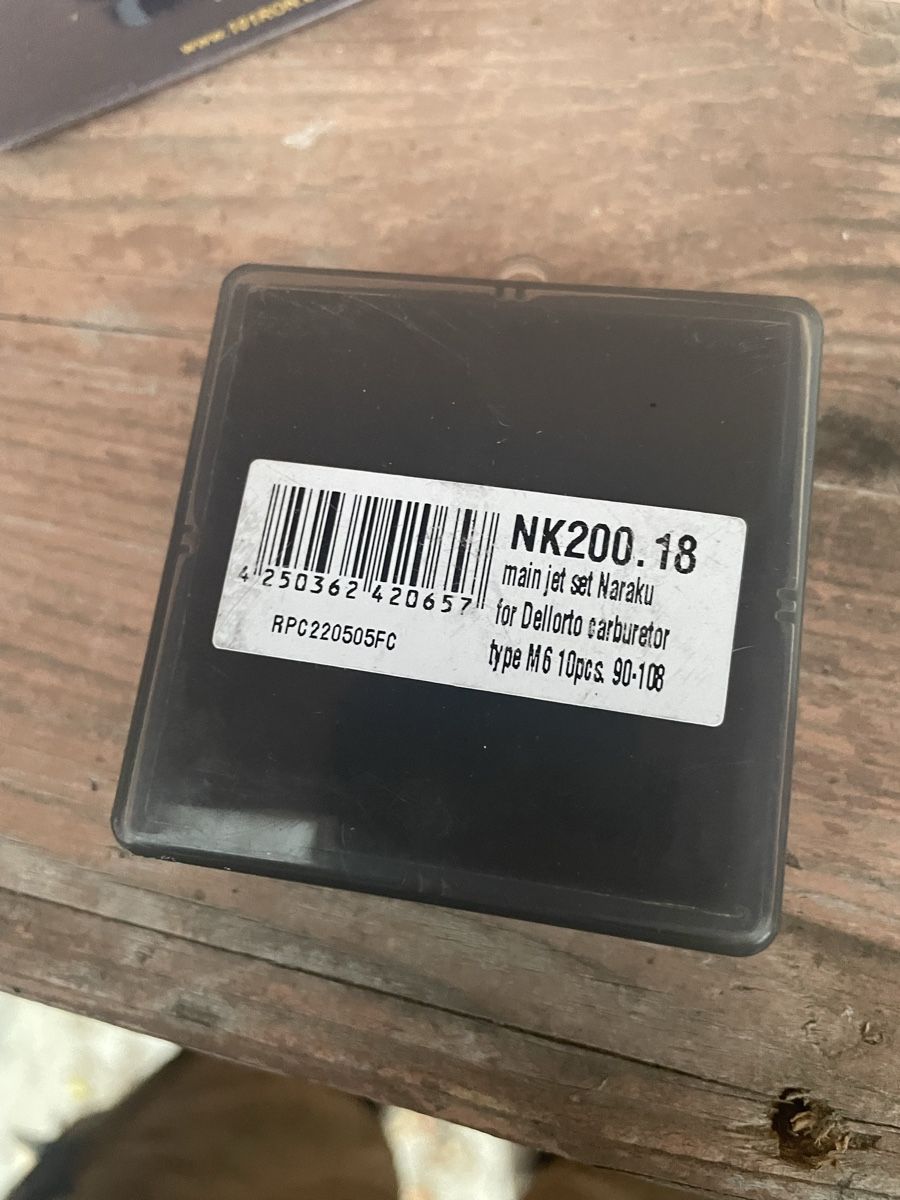 NK200.18
main jet set Naraku
for Dellorto carburetor
type M6 10pcs. 90-108
4 250362 420657
RPC220505FC